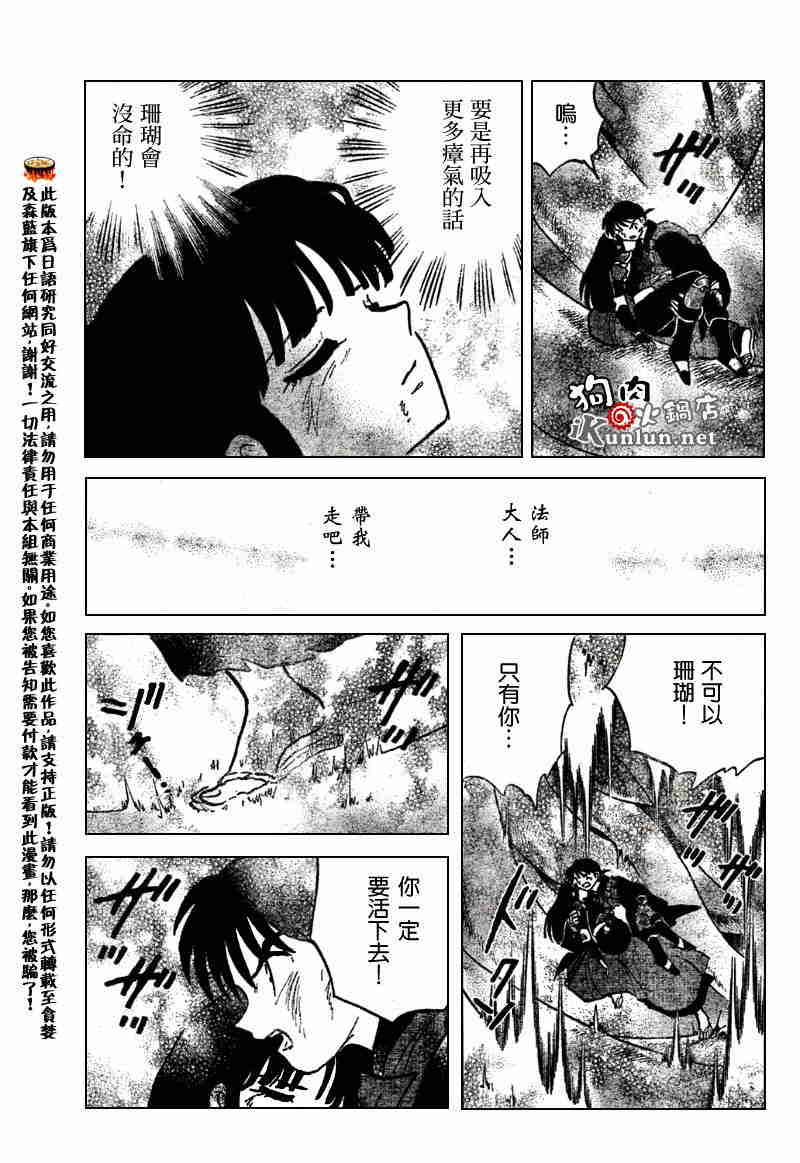 嗚…
要是再吸入
更多瘴氣的話
珊瑚會
沒命的！
狗肉
火鍋店
iKunlun.net
法師
大人…
帶我
走吧…
不可以
珊瑚！
只有你…
你一定
要活下去！
此版本爲日語研究同好交流之用，請勿用于任何商業用途。如您喜歡此作品，請支持正版！請勿以任何形式轉載至貪婪
及森藍旗下任何網站，謝謝！一切法律責任與本組無關。如果您被告知需要付款才能看到此漫畫，那麽，您被騙了！